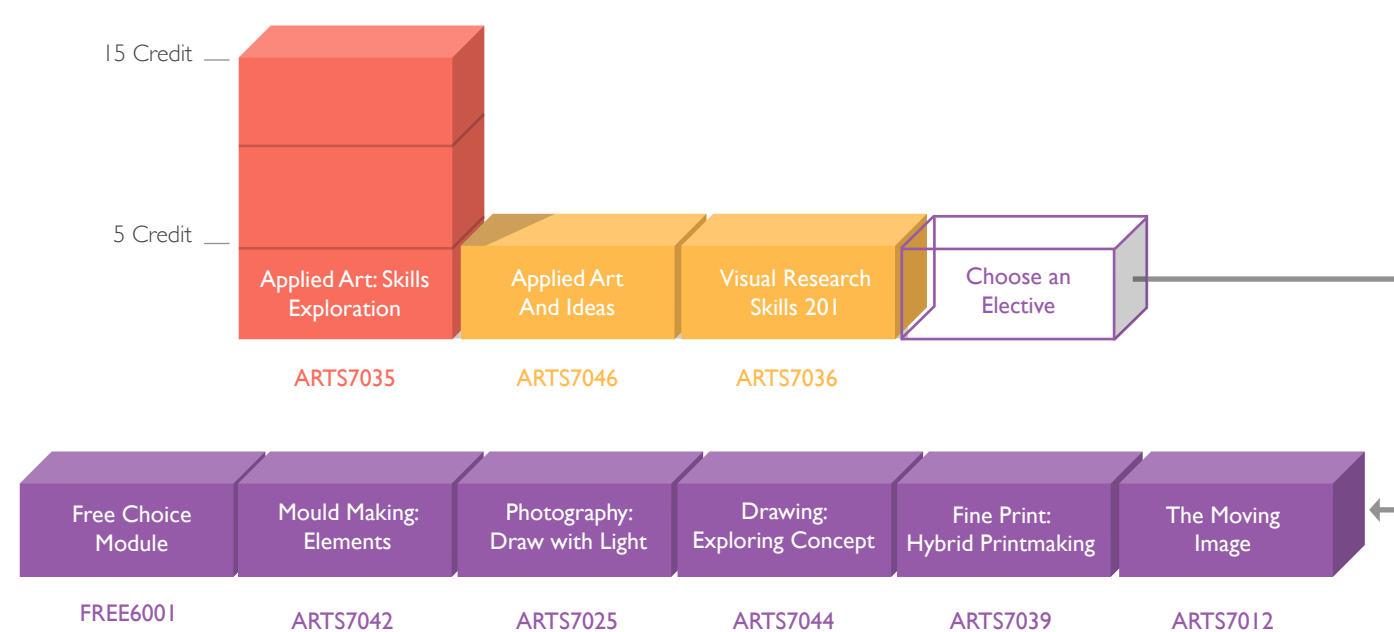 15 Credit
5 Credit
Applied Art: Skills
Exploration
Applied Art
And Ideas
Visual Research
Skills 201
Choose an
Elective
ARTS7035
ARTS7046
ARTS7036
Free Choice
Module
Mould Making:
Elements
Photography:
Draw with Light
Drawing:
Exploring Concept
Fine Print:
Hybrid Printmaking
The Moving
Image
FREE6001
ARTS7042
ARTS7025
ARTS7044
ARTS7039
ARTS7012